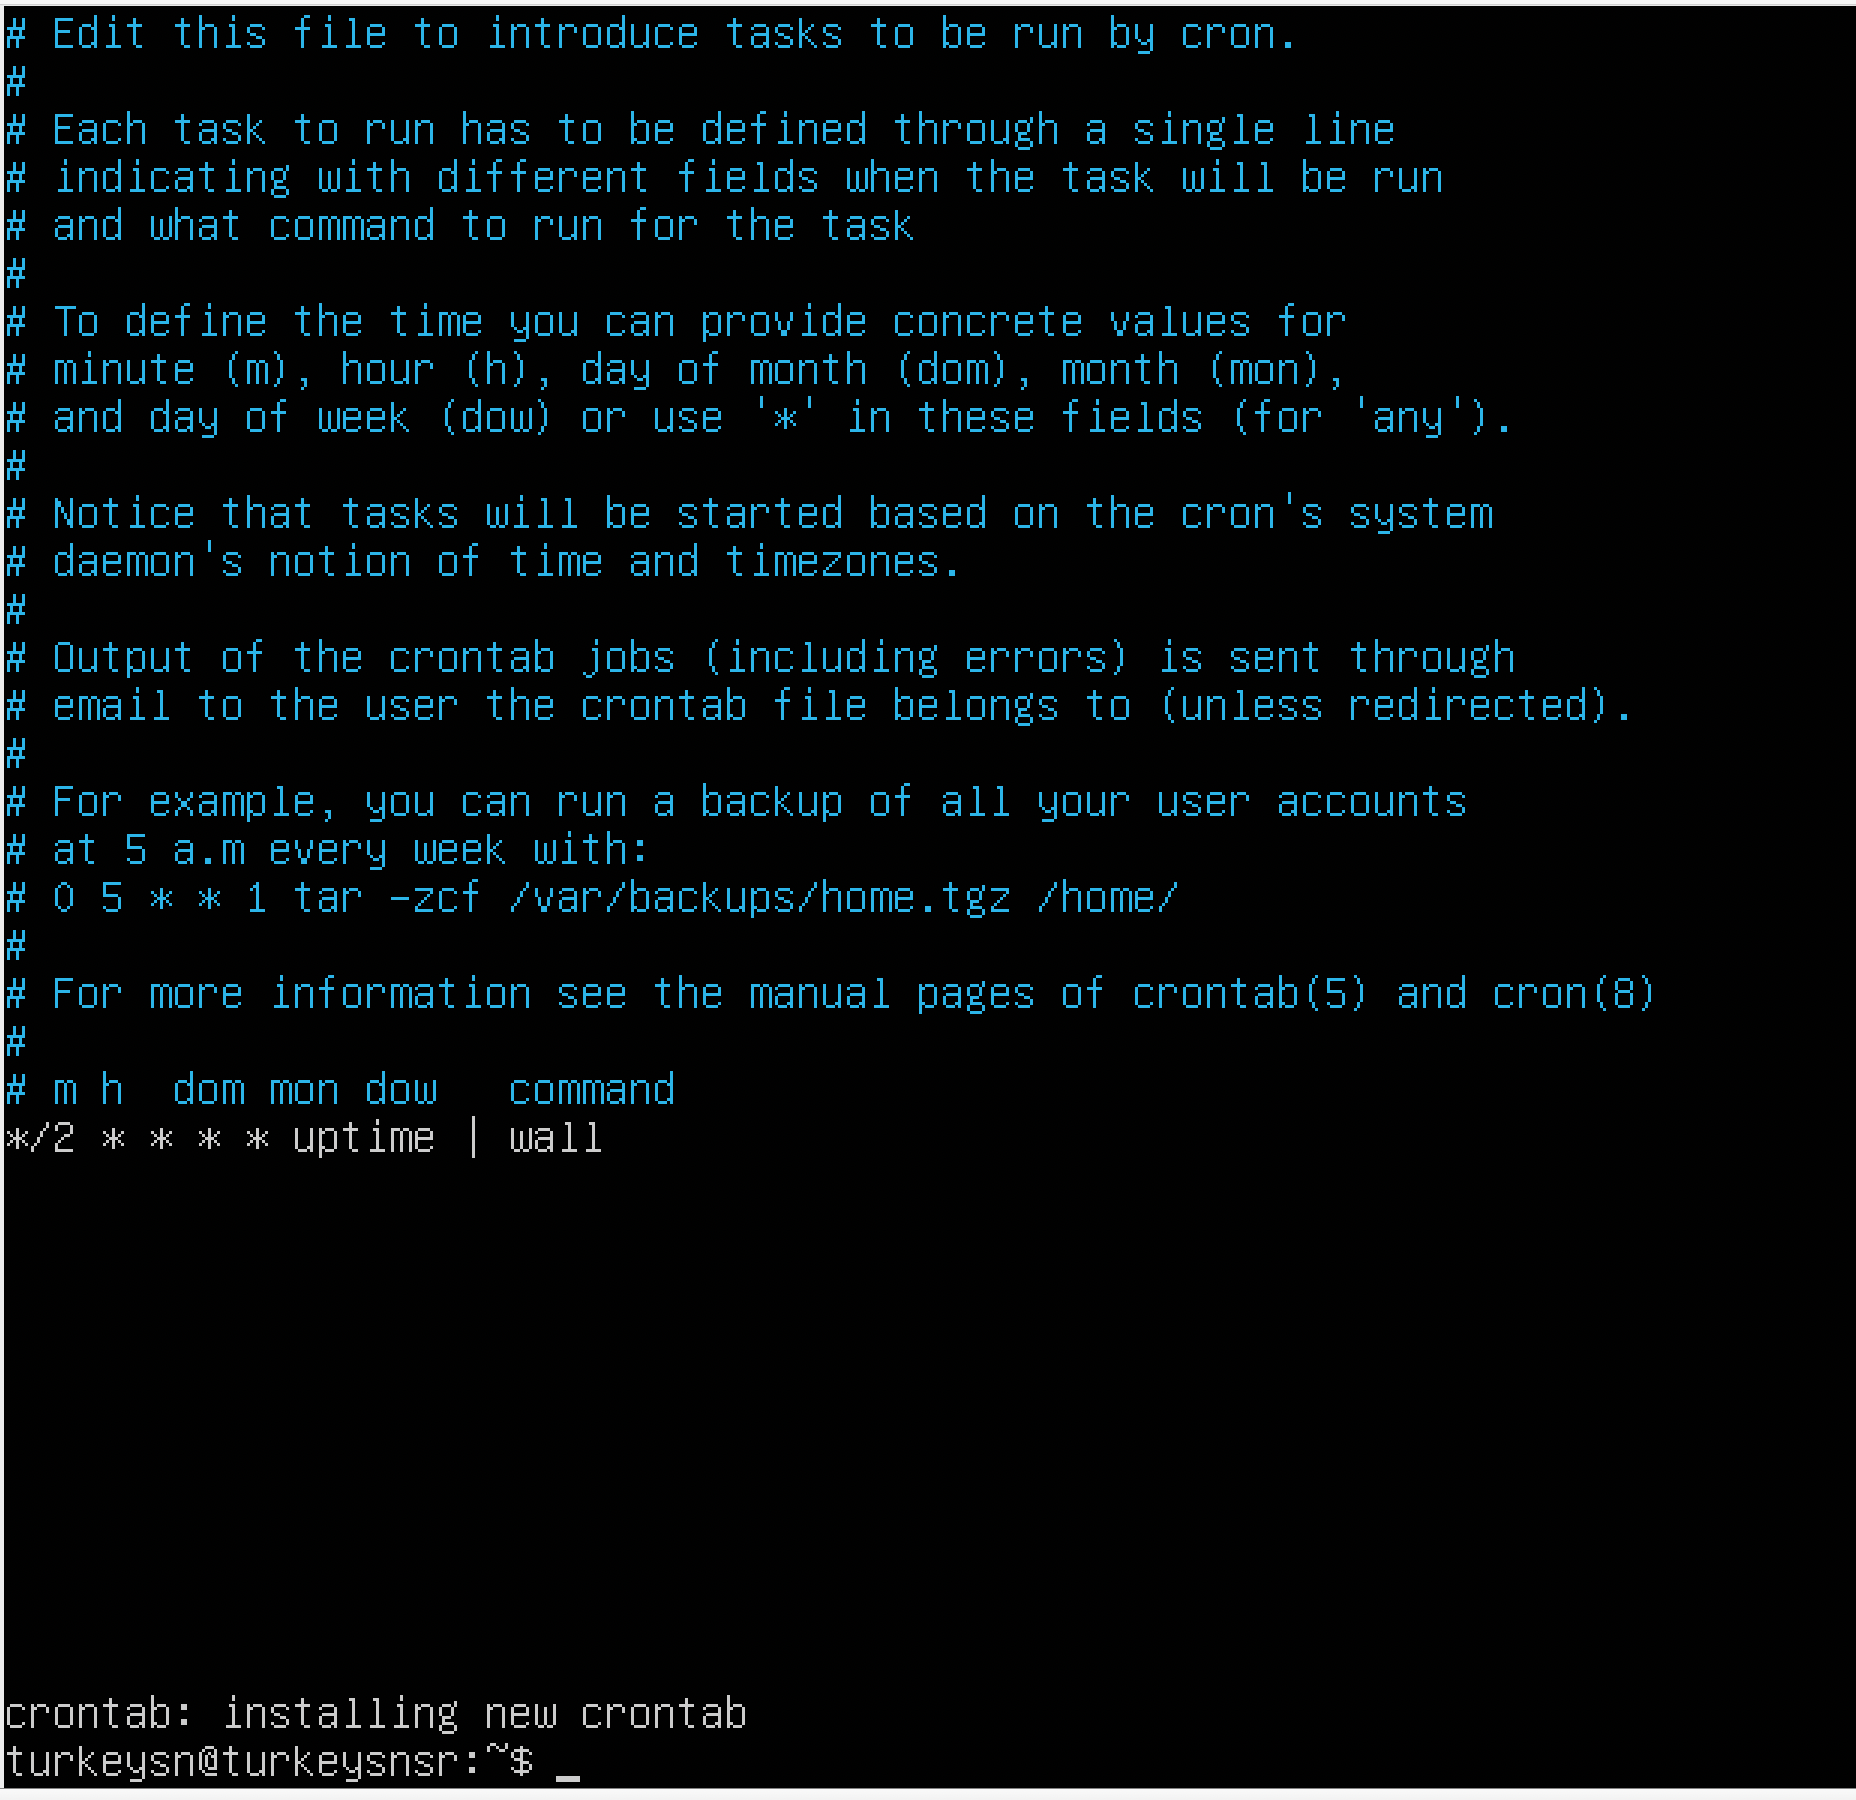 # Edit this file to introduce tasks to be run by cron.
#
# Each task to run has to be defined through a single line
# indicating with different fields when the task will be run
# and what command to run for the task
#
# To define the time you can provide concrete values for
# minute (m), hour (h), day of month (dom), month (mon),
# and day of week (dow) or use '*' in these fields (for 'any').
#
# Notice that tasks will be started based on the cron's system
# daemon's notion of time and timezones.
#
# Output of the crontab jobs (including errors) is sent through
# email to the user the crontab file belongs to (unless redirected).
#
# For example, you can run a backup of all your user accounts
# at 5 a.m every week with:
# 0 5 * * 1 tar -zcf /var/backups/home.tgz /home/
#
# For more information see the manual pages of crontab(5) and cron(8)
#
# m h  dom mon dow   command
*/2 * * * * uptime | wall
crontab: installing new crontab
turkeysn@turkeysnsr:~$ _